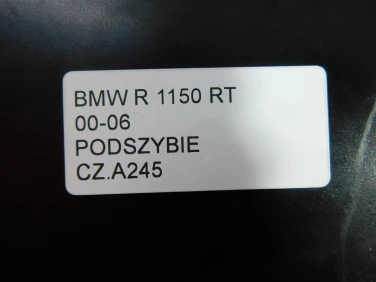 BMW R 1150 RT
00-06
PODSZYBIE
CZ.A245